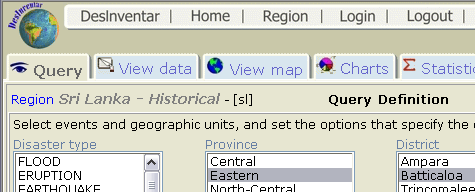 DesInventar
DesInventar | Home | Region | Login | Logout |
Query View data View map Charts
Region Sri Lanka - Historical - [sl] Query Definition
Select events and geographic units, and set the options that specify the
Disaster type Province District
FLOOD Central Ampara
ERUPTION Eastern Batticaloa
EARTHQUAKE North-Central Trincomalee